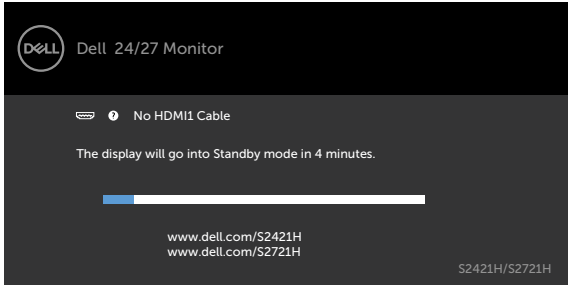 DELL
Dell 24/27 Monitor
? No HDMI1 Cable
The display will go into Standby mode in 4 minutes.
www.dell.com/S2421H
www.dell.com/S2721H
S2421H/S2721H